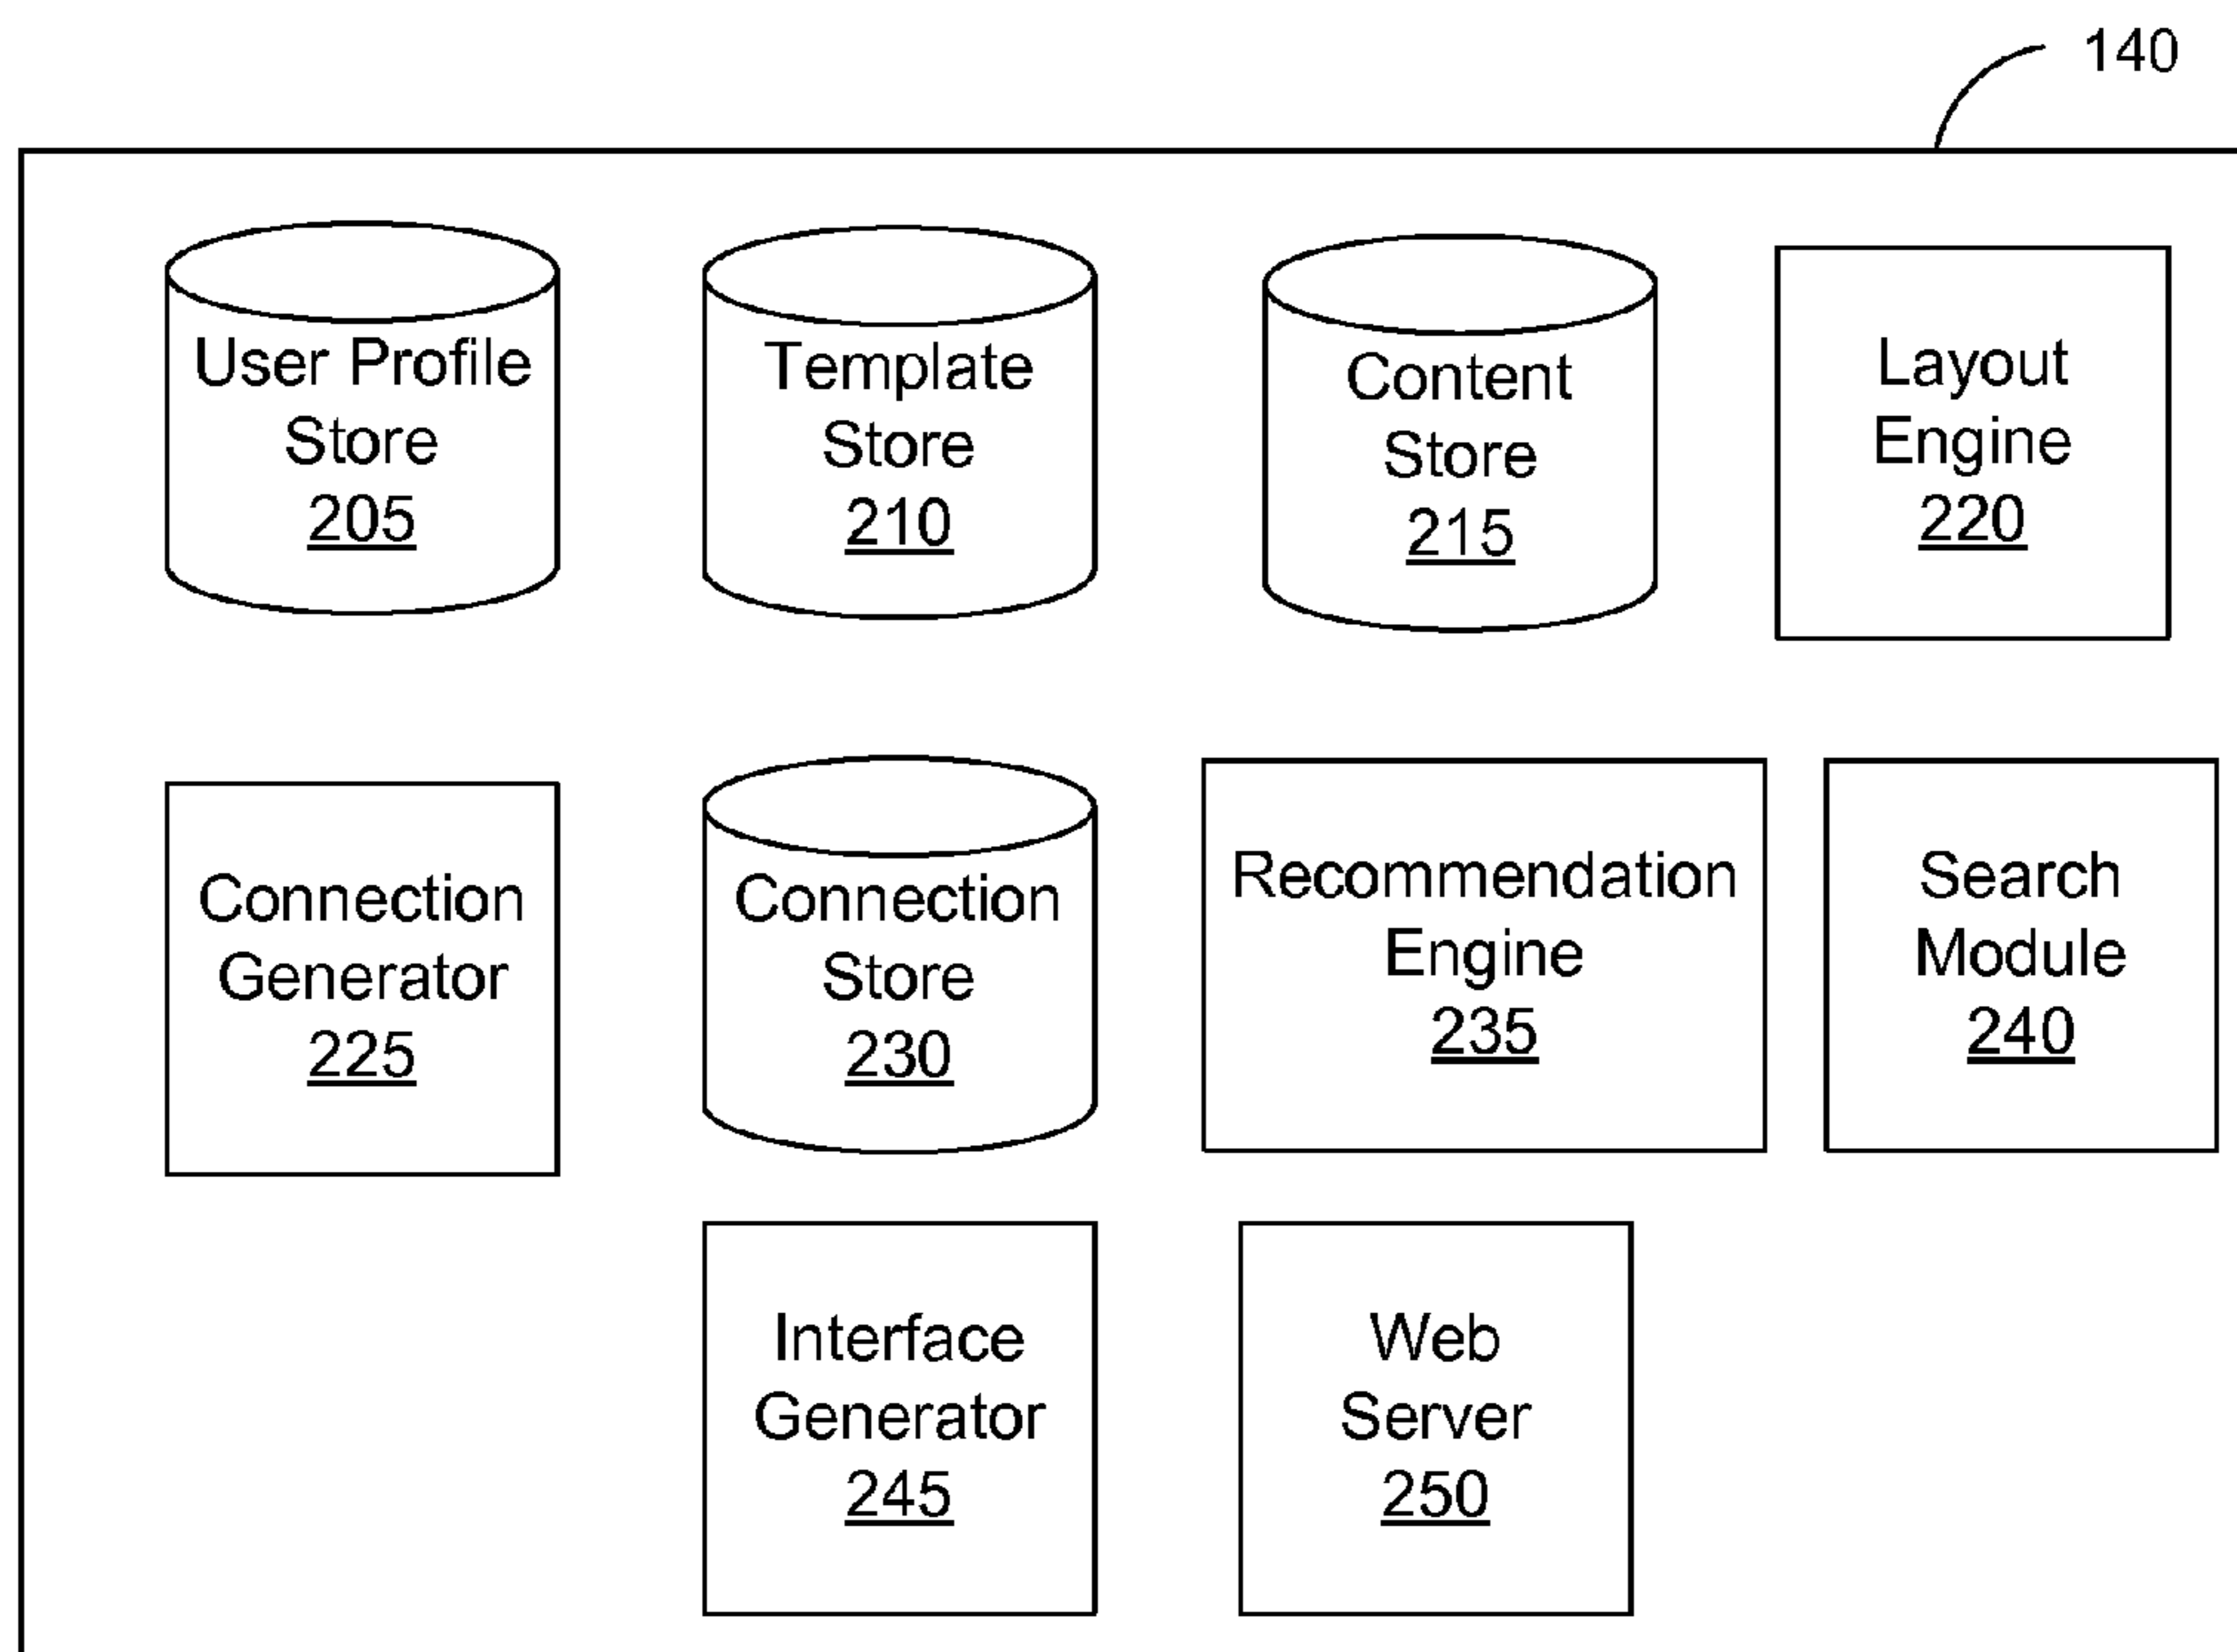 140
User Profile
Store
205
Template
Store
210
Content
Store
215
Layout
Engine
220
Connection
Generator
225
Connection
Store
230
Recommendation
Engine
235
Search
Module
240
Interface
Generator
245
Web
Server
250